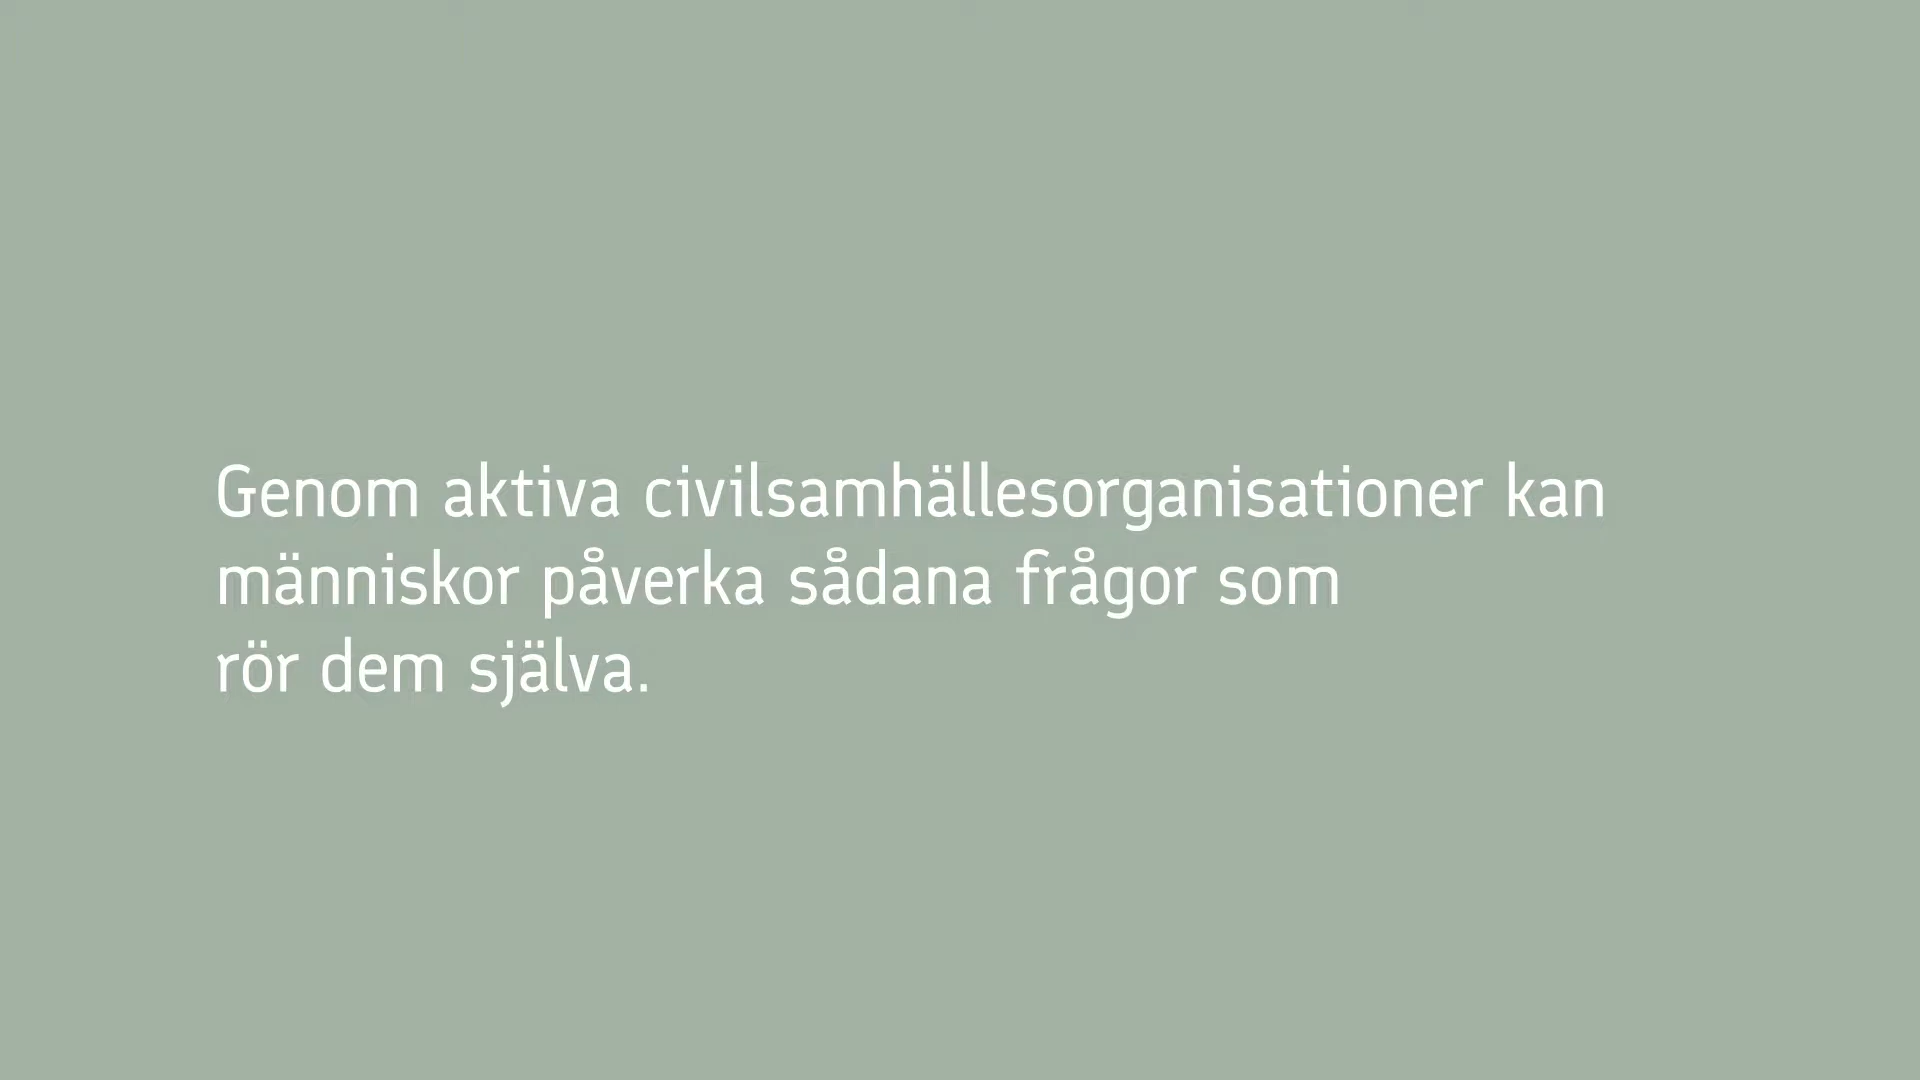 Genom aktiva civilsamhällesorganisationer kan
människor påverka sådana frågor som
rör dem själva.